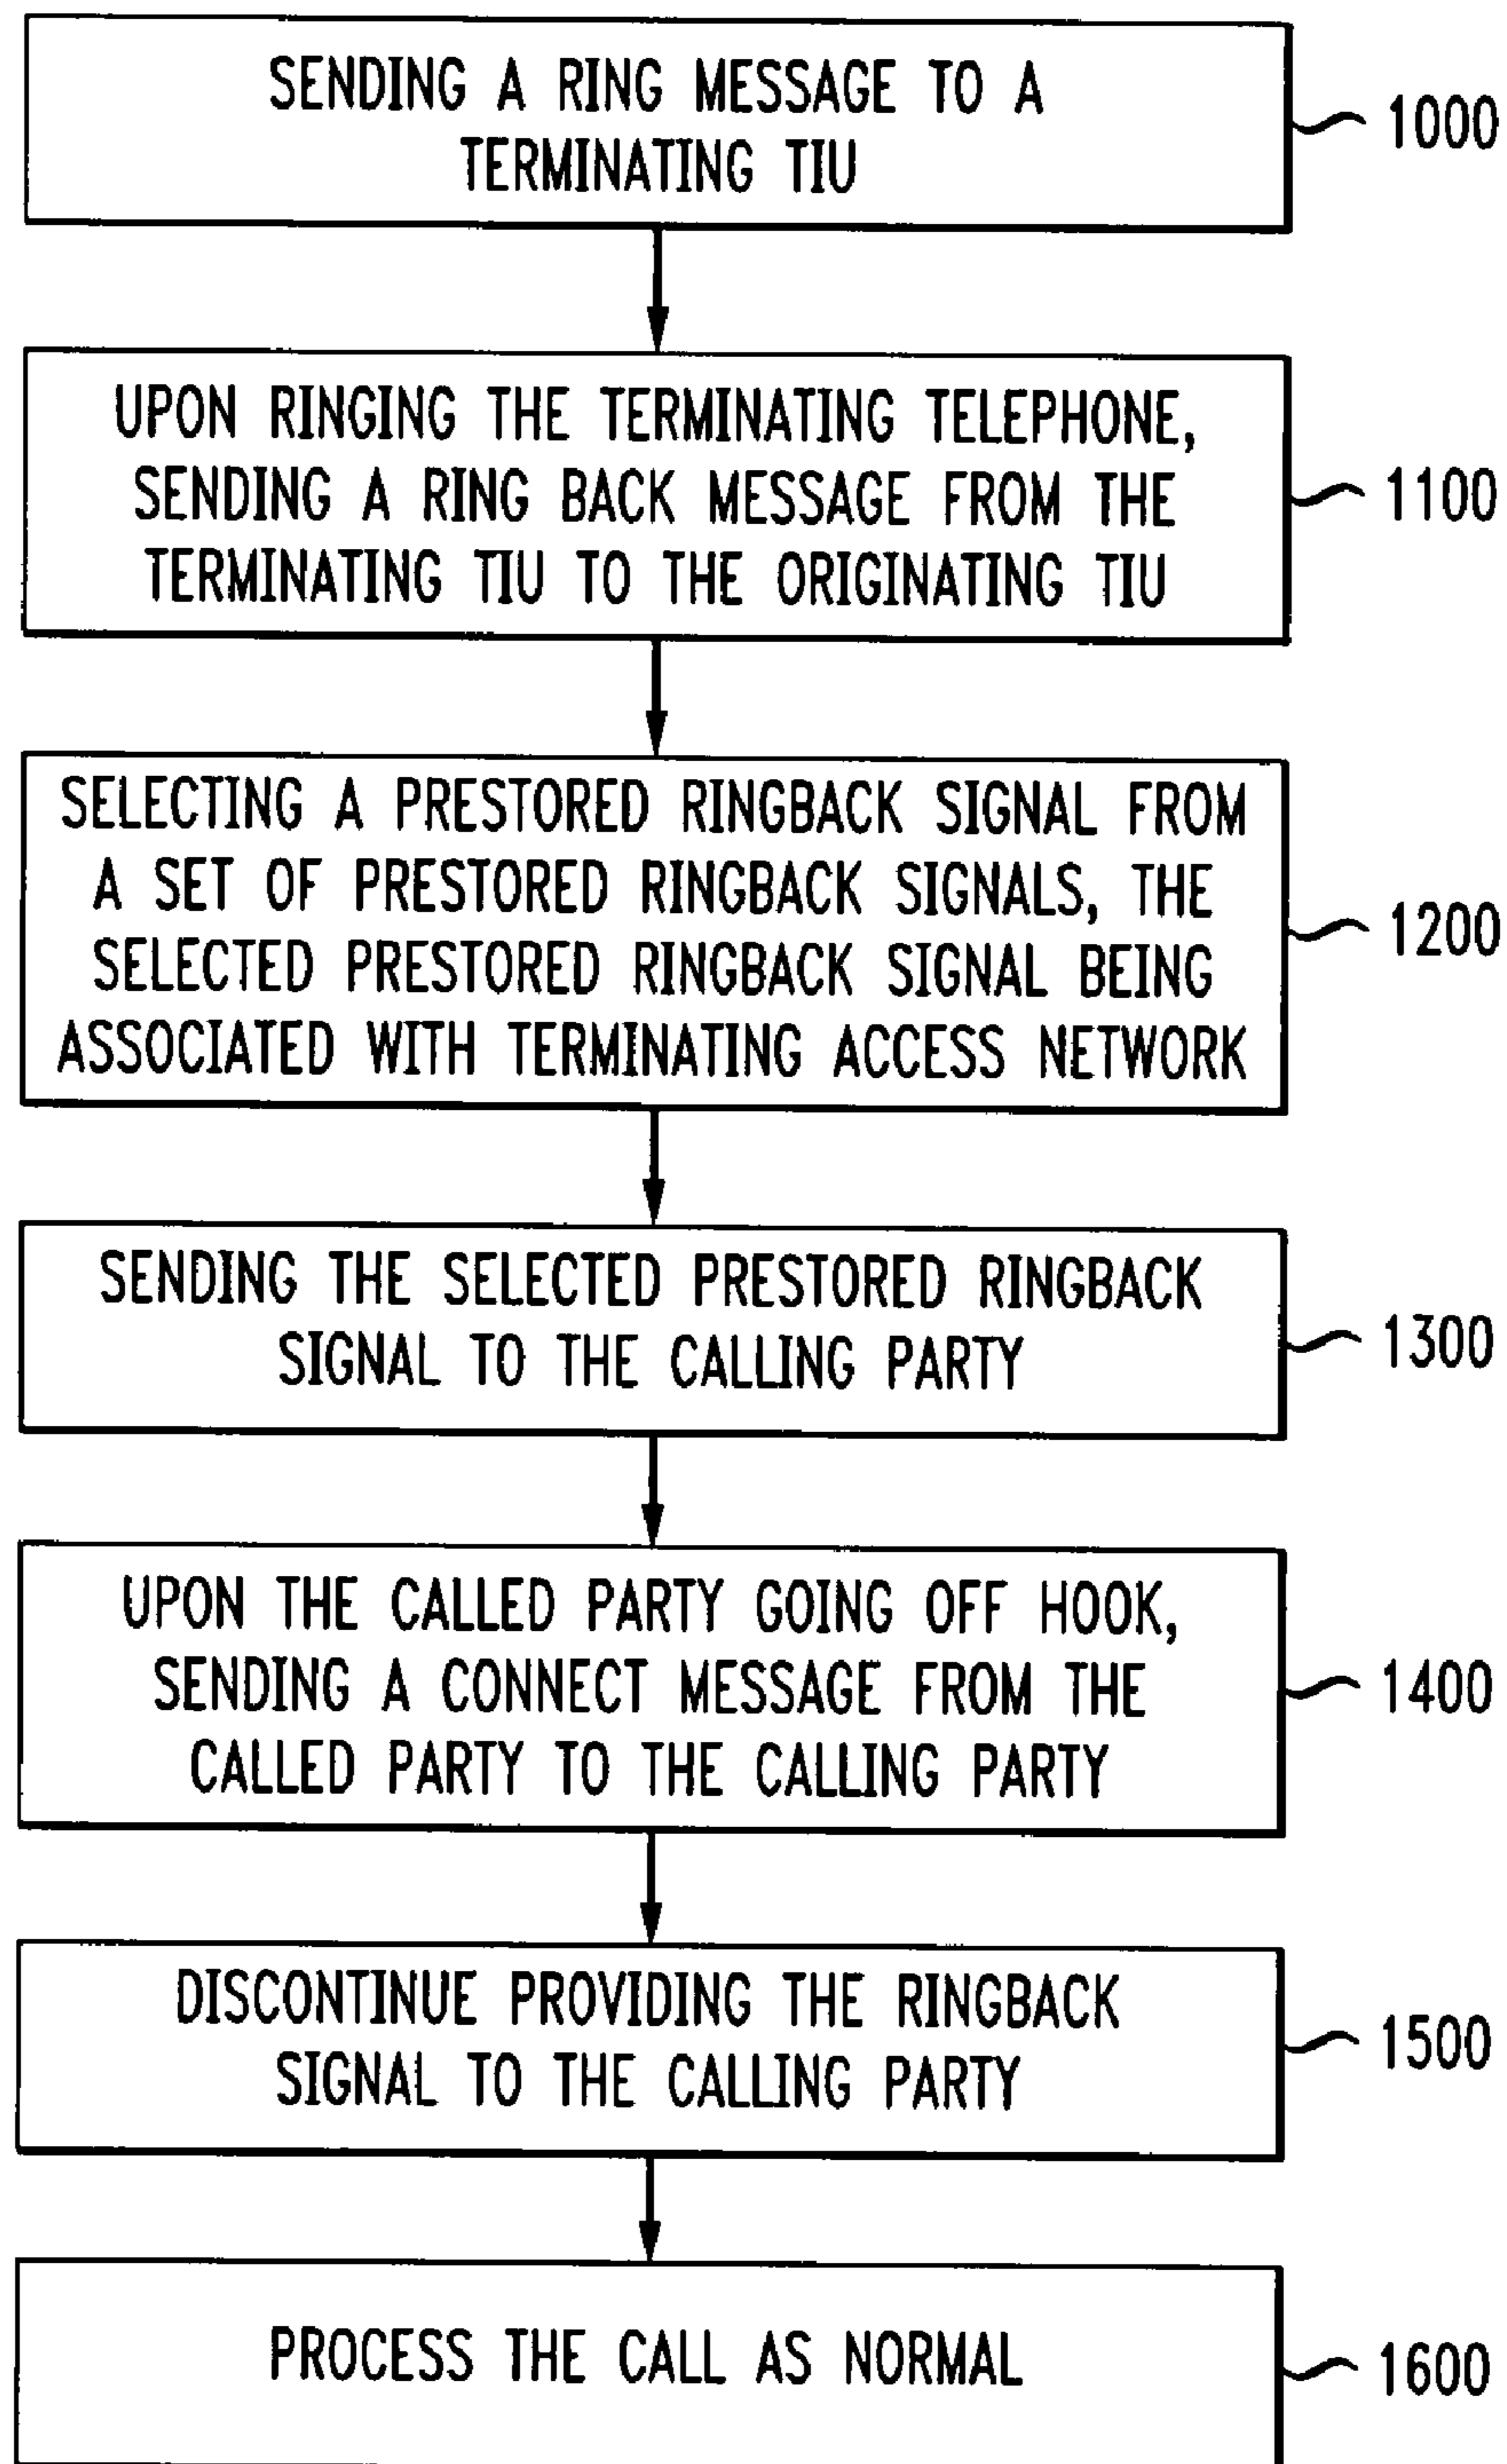 SENDING A RING MESSAGE TO A
TERMINATING TIU
1000
UPON RINGING THE TERMINATING TELEPHONE,
SENDING A RING BACK MESSAGE FROM THE
TERMINATING TIU TO THE ORIGINATING TIU
1100
SELECTING A PRESTORED RINGBACK SIGNAL FROM
A SET OF PRESTORED RINGBACK SIGNALS, THE
SELECTED PRESTORED RINGBACK SIGNAL BEING
ASSOCIATED WITH TERMINATING ACCESS NETWORK
1200
SENDING THE SELECTED PRESTORED RINGBACK
SIGNAL TO THE CALLING PARTY
1300
UPON THE CALLED PARTY GOING OFF HOOK,
SENDING A CONNECT MESSAGE FROM THE
CALLED PARTY TO THE CALLING PARTY
1400
DISCONTINUE PROVIDING THE RINGBACK
SIGNAL TO THE CALLING PARTY
1500
PROCESS THE CALL AS NORMAL
1600